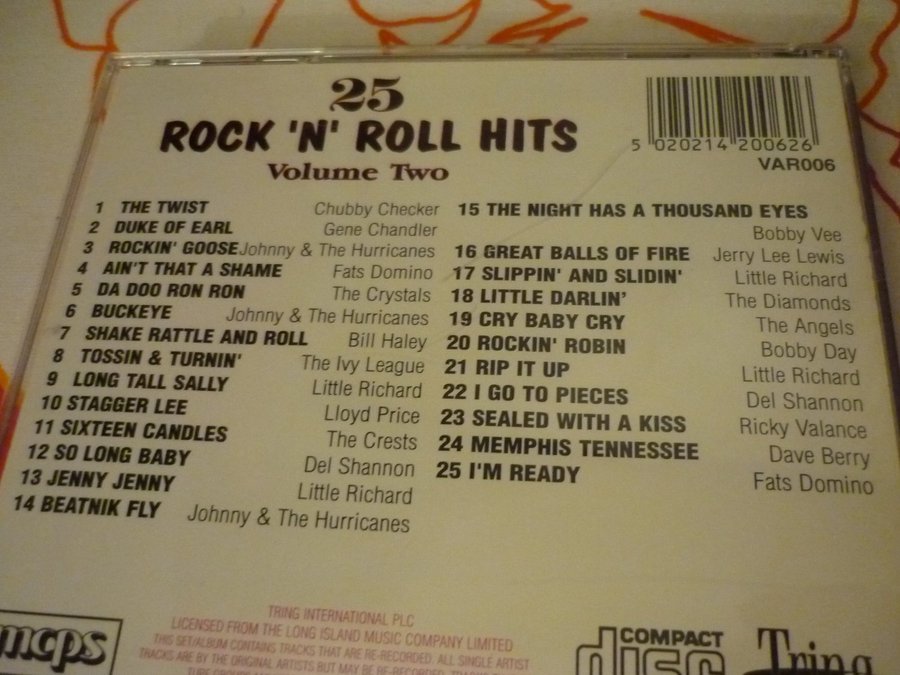 25
ROCK 'N' ROLL HITS
Volume Two
5 020214 200626
VAR006
1 THE TWIST Chubby Checker
2 DUKE OF EARL Gene Chandler
3 ROCKIN' GOOSE Johnny & The Hurricanes
4 AIN'T THAT A SHAME Fats Domino
5 DA DOO RON RON The Crystals
6 BUCKEYE Johnny & The Hurricanes
7 SHAKE RATTLE AND ROLL Bill Haley
8 TOSSIN & TURNIN' The Ivy League
9 LONG TALL SALLY Little Richard
10 STAGGER LEE Lloyd Price
11 SIXTEEN CANDLES The Crests
12 SO LONG BABY Del Shannon
13 JENNY JENNY Little Richard
14 BEATNIK FLY Johnny & The Hurricanes
15 THE NIGHT HAS A THOUSAND EYES
Bobby Vee
16 GREAT BALLS OF FIRE Jerry Lee Lewis
17 SLIPPIN' AND SLIDIN' Little Richard
18 LITTLE DARLIN' The Diamonds
19 CRY BABY CRY The Angels
20 ROCKIN' ROBIN Bobby Day
21 RIP IT UP Little Richard
22 I GO TO PIECES Del Shannon
23 SEALED WITH A KISS Ricky Valance
24 MEMPHIS TENNESSEE Dave Berry
25 I'M READY Fats Domino
mcps
TRING INTERNATIONAL PLC
LICENSED FROM THE LONG ISLAND MUSIC COMPANY LIMITED
THIS SET/ALBUM CONTAINS TRACKS THAT ARE RE-RECORDED. ALL SINGLE ARTIST
TRACKS ARE BY THE ORIGINAL ARTISTS BUT MAY BE RE-RECORDED
COMPACT
disc
Tring